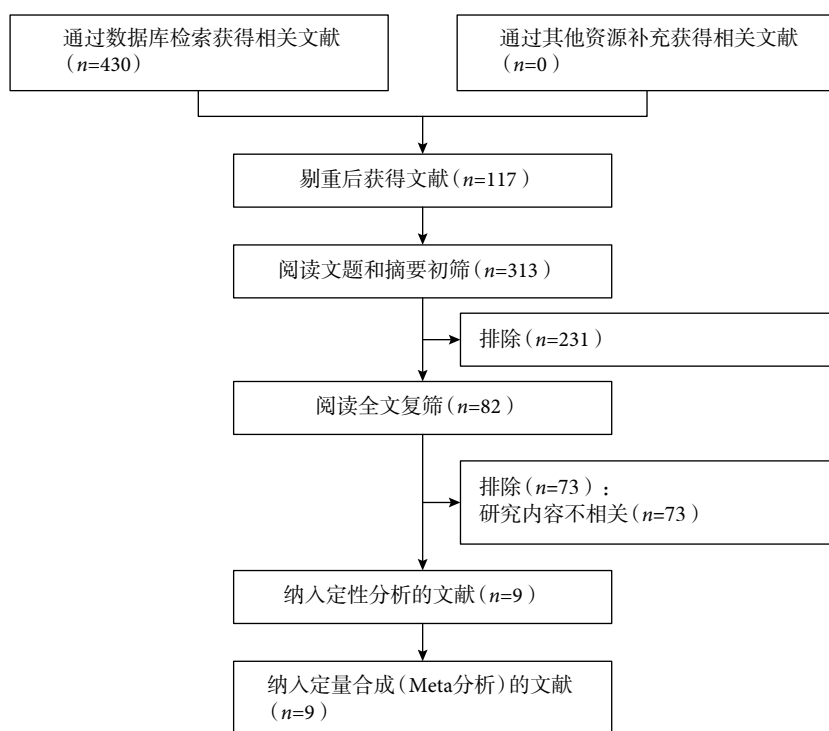 通过数据库检索获得相关文献
（n=430）
通过其他资源补充获得相关文献
（n=0）
剔重后获得文献（n=117）
阅读文题和摘要初筛（n=313）
排除（n=231）
阅读全文复筛（n=82）
排除（n=73）：
研究内容不相关（n=73）
纳入定性分析的文献（n=9）
纳入定量合成（Meta分析）的文献
（n=9）